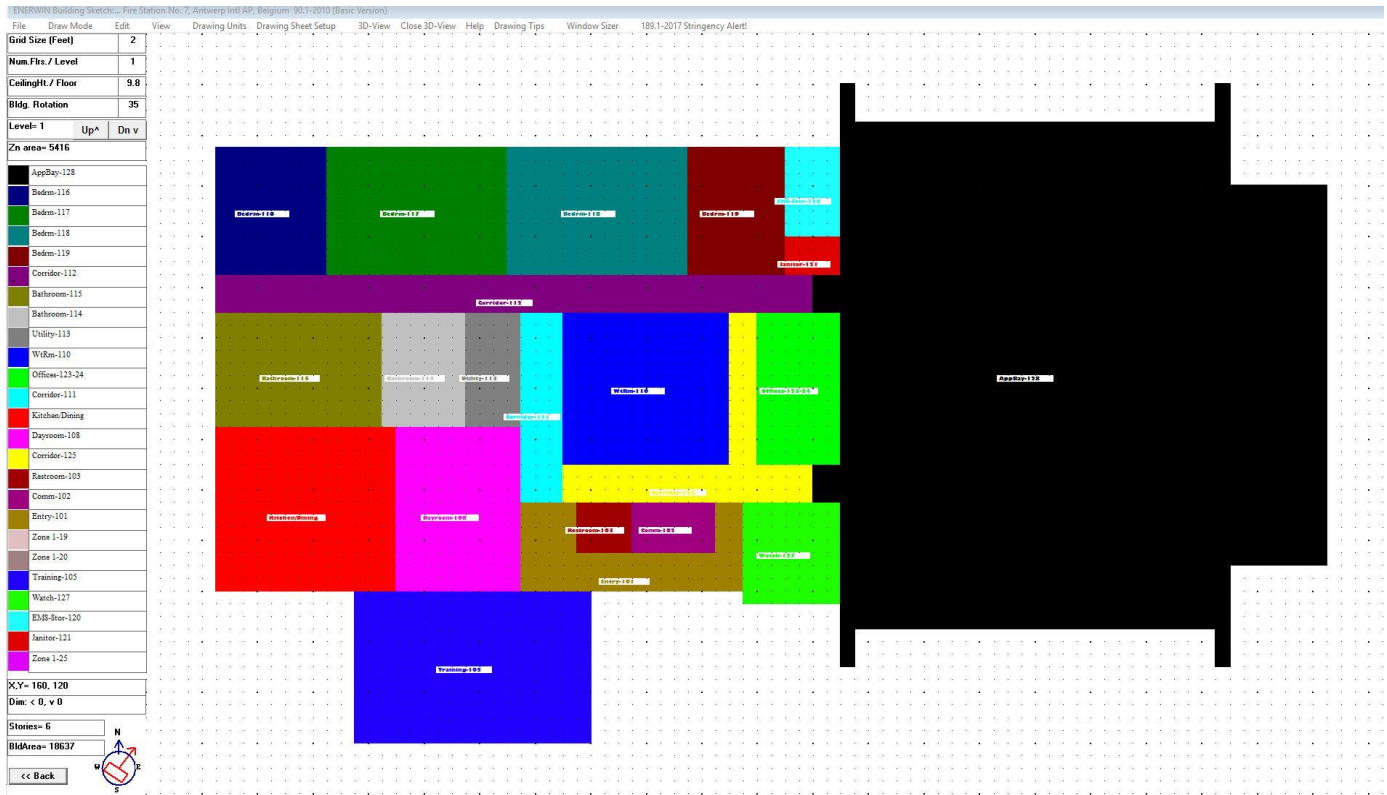 ENERWIN Building Sketch:... Fire Station No. 7, Antwerp Intl AP, Belgium 90.1-2010 (Basic Version)
File Draw Mode Edit View Drawing Units Drawing Sheet Setup 3D-View Close 3D-View Help Drawing Tips Window Sizer 189.1-2017 Stringency Alert!
Grid Size (Feet) 2
Num.Flrs./ Level 1
CeilingHt./ Floor 9.8
Bldg. Rotation 35
Level= 1 Up^ Dn v
Zn area= 5416
AppBay-128
Bedrm-116
Bedrm-117
Bedrm-118
Bedrm-119
Corridor-112
Bathroom-115
Bathroom-114
Utility-113
WtRm-110
Offices-123-24
Corridor-111
Kitchen/Dining
Dayroom-108
Corridor-125
Restroom-103
Comm-102
Entry-101
Zone 1-19
Zone 1-20
Training-105
Watch-127
EMS-Stor-120
Janitor-121
Zone 1-25
X,Y= 160, 120
Dim: < 0, v 0
Stories= 6
BldArea= 18637
<< Back
N
W E
S
EMS-Stor-120
Bedrm-116 Bedrm-117 Bedrm-118 Bedrm-119
Janitor-121
Corridor-112
Bathroom-115 Bathroom-114 Utility-113
AppBay-128
WtRm-110 Offices-123-24
Corridor-111
Corridor-125
Kitchen/Dining Dayroom-108
Restroom-103 Comm-102
Watch-127
Entry-101
Training-105